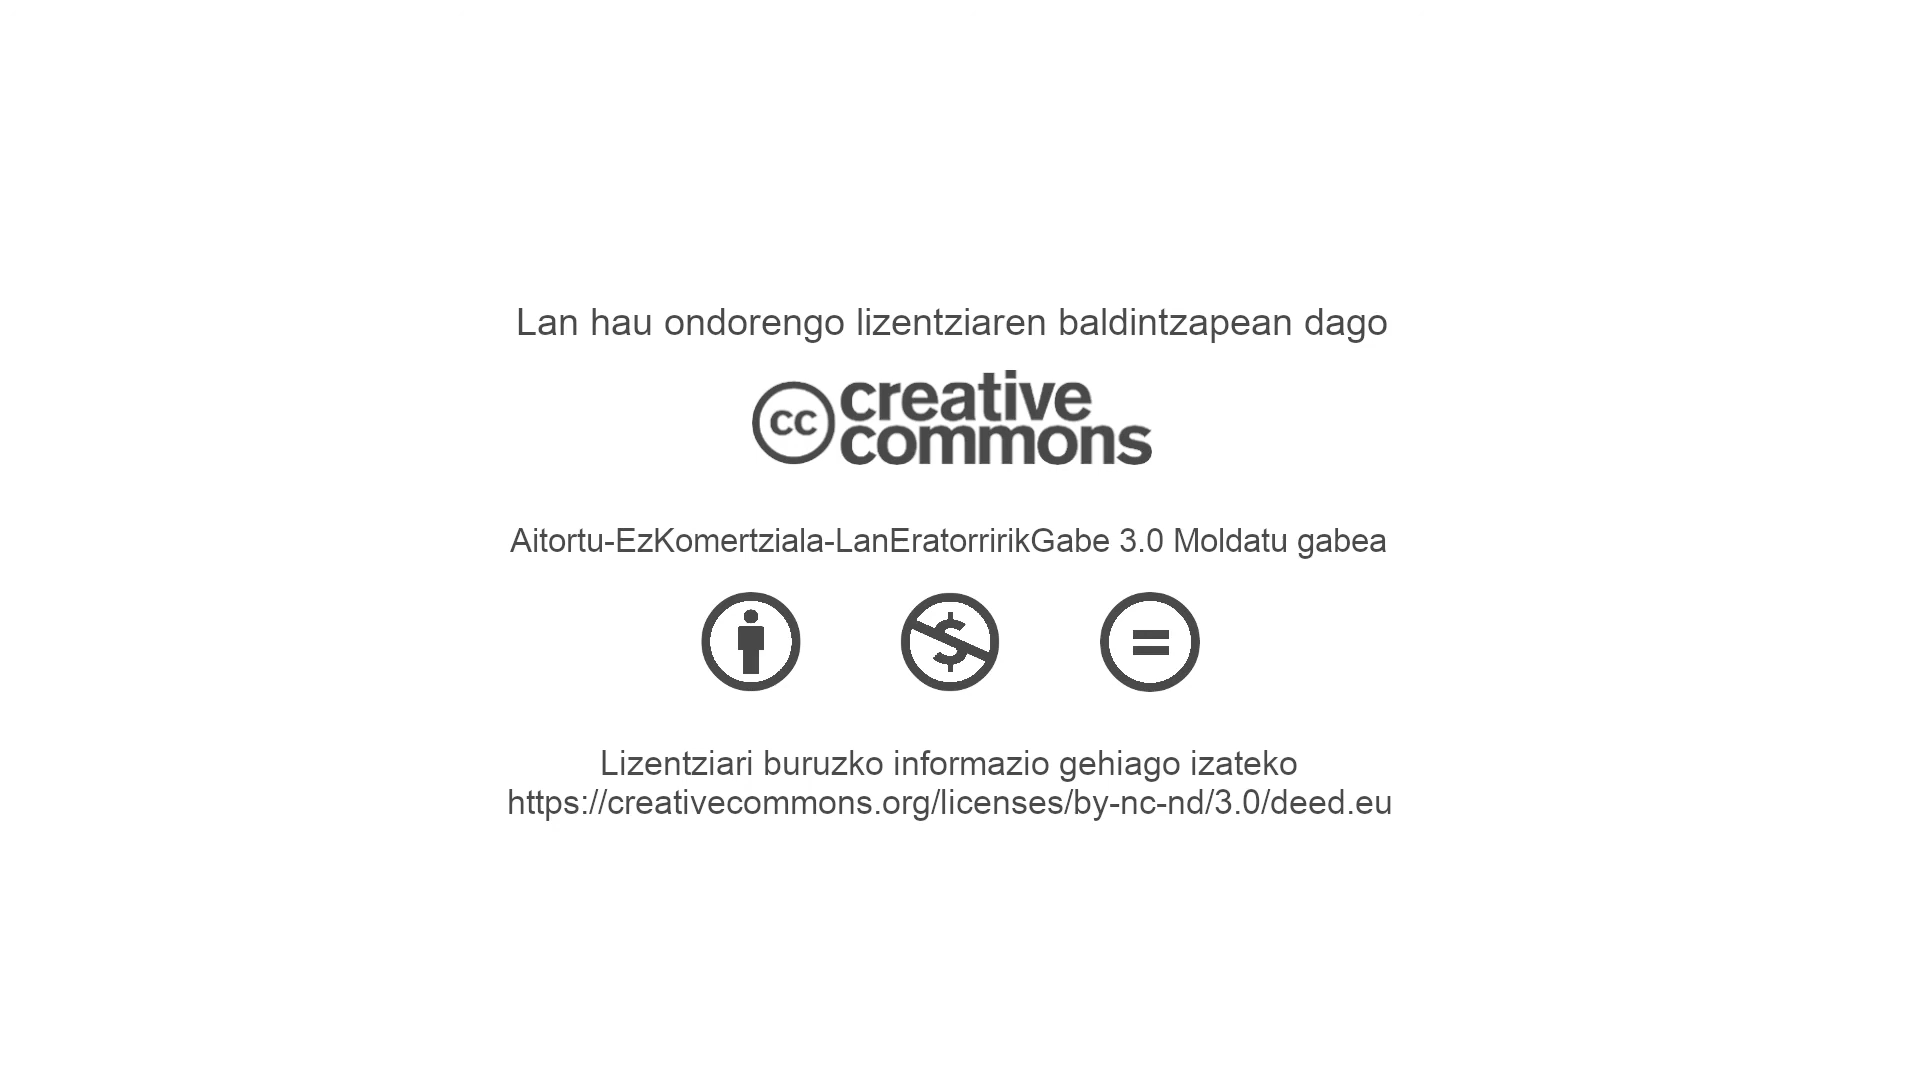 Lan hau ondorengo lizentziaren baldintzapean dago
cc creative
commons
Aitortu-EzKomertziala-LanEratorririkGabe 3.0 Moldatu gabea
$
=
Lizentziari buruzko informazio gehiago izateko
https://creativecommons.org/licenses/by-nc-nd/3.0/deed.eu